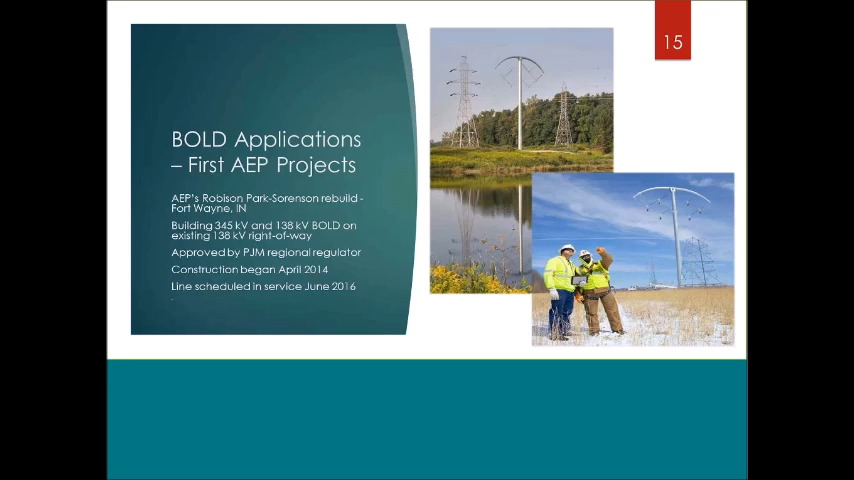 15
BOLD Applications
– First AEP Projects
AEP's Robison Park-Sorenson rebuild -
Fort Wayne, IN
Building 345 kV and 138 kV BOLD on
existing 138 kV right-of-way
Approved by PJM regional regulator
Construction began April 2014
Line scheduled in service June 2016